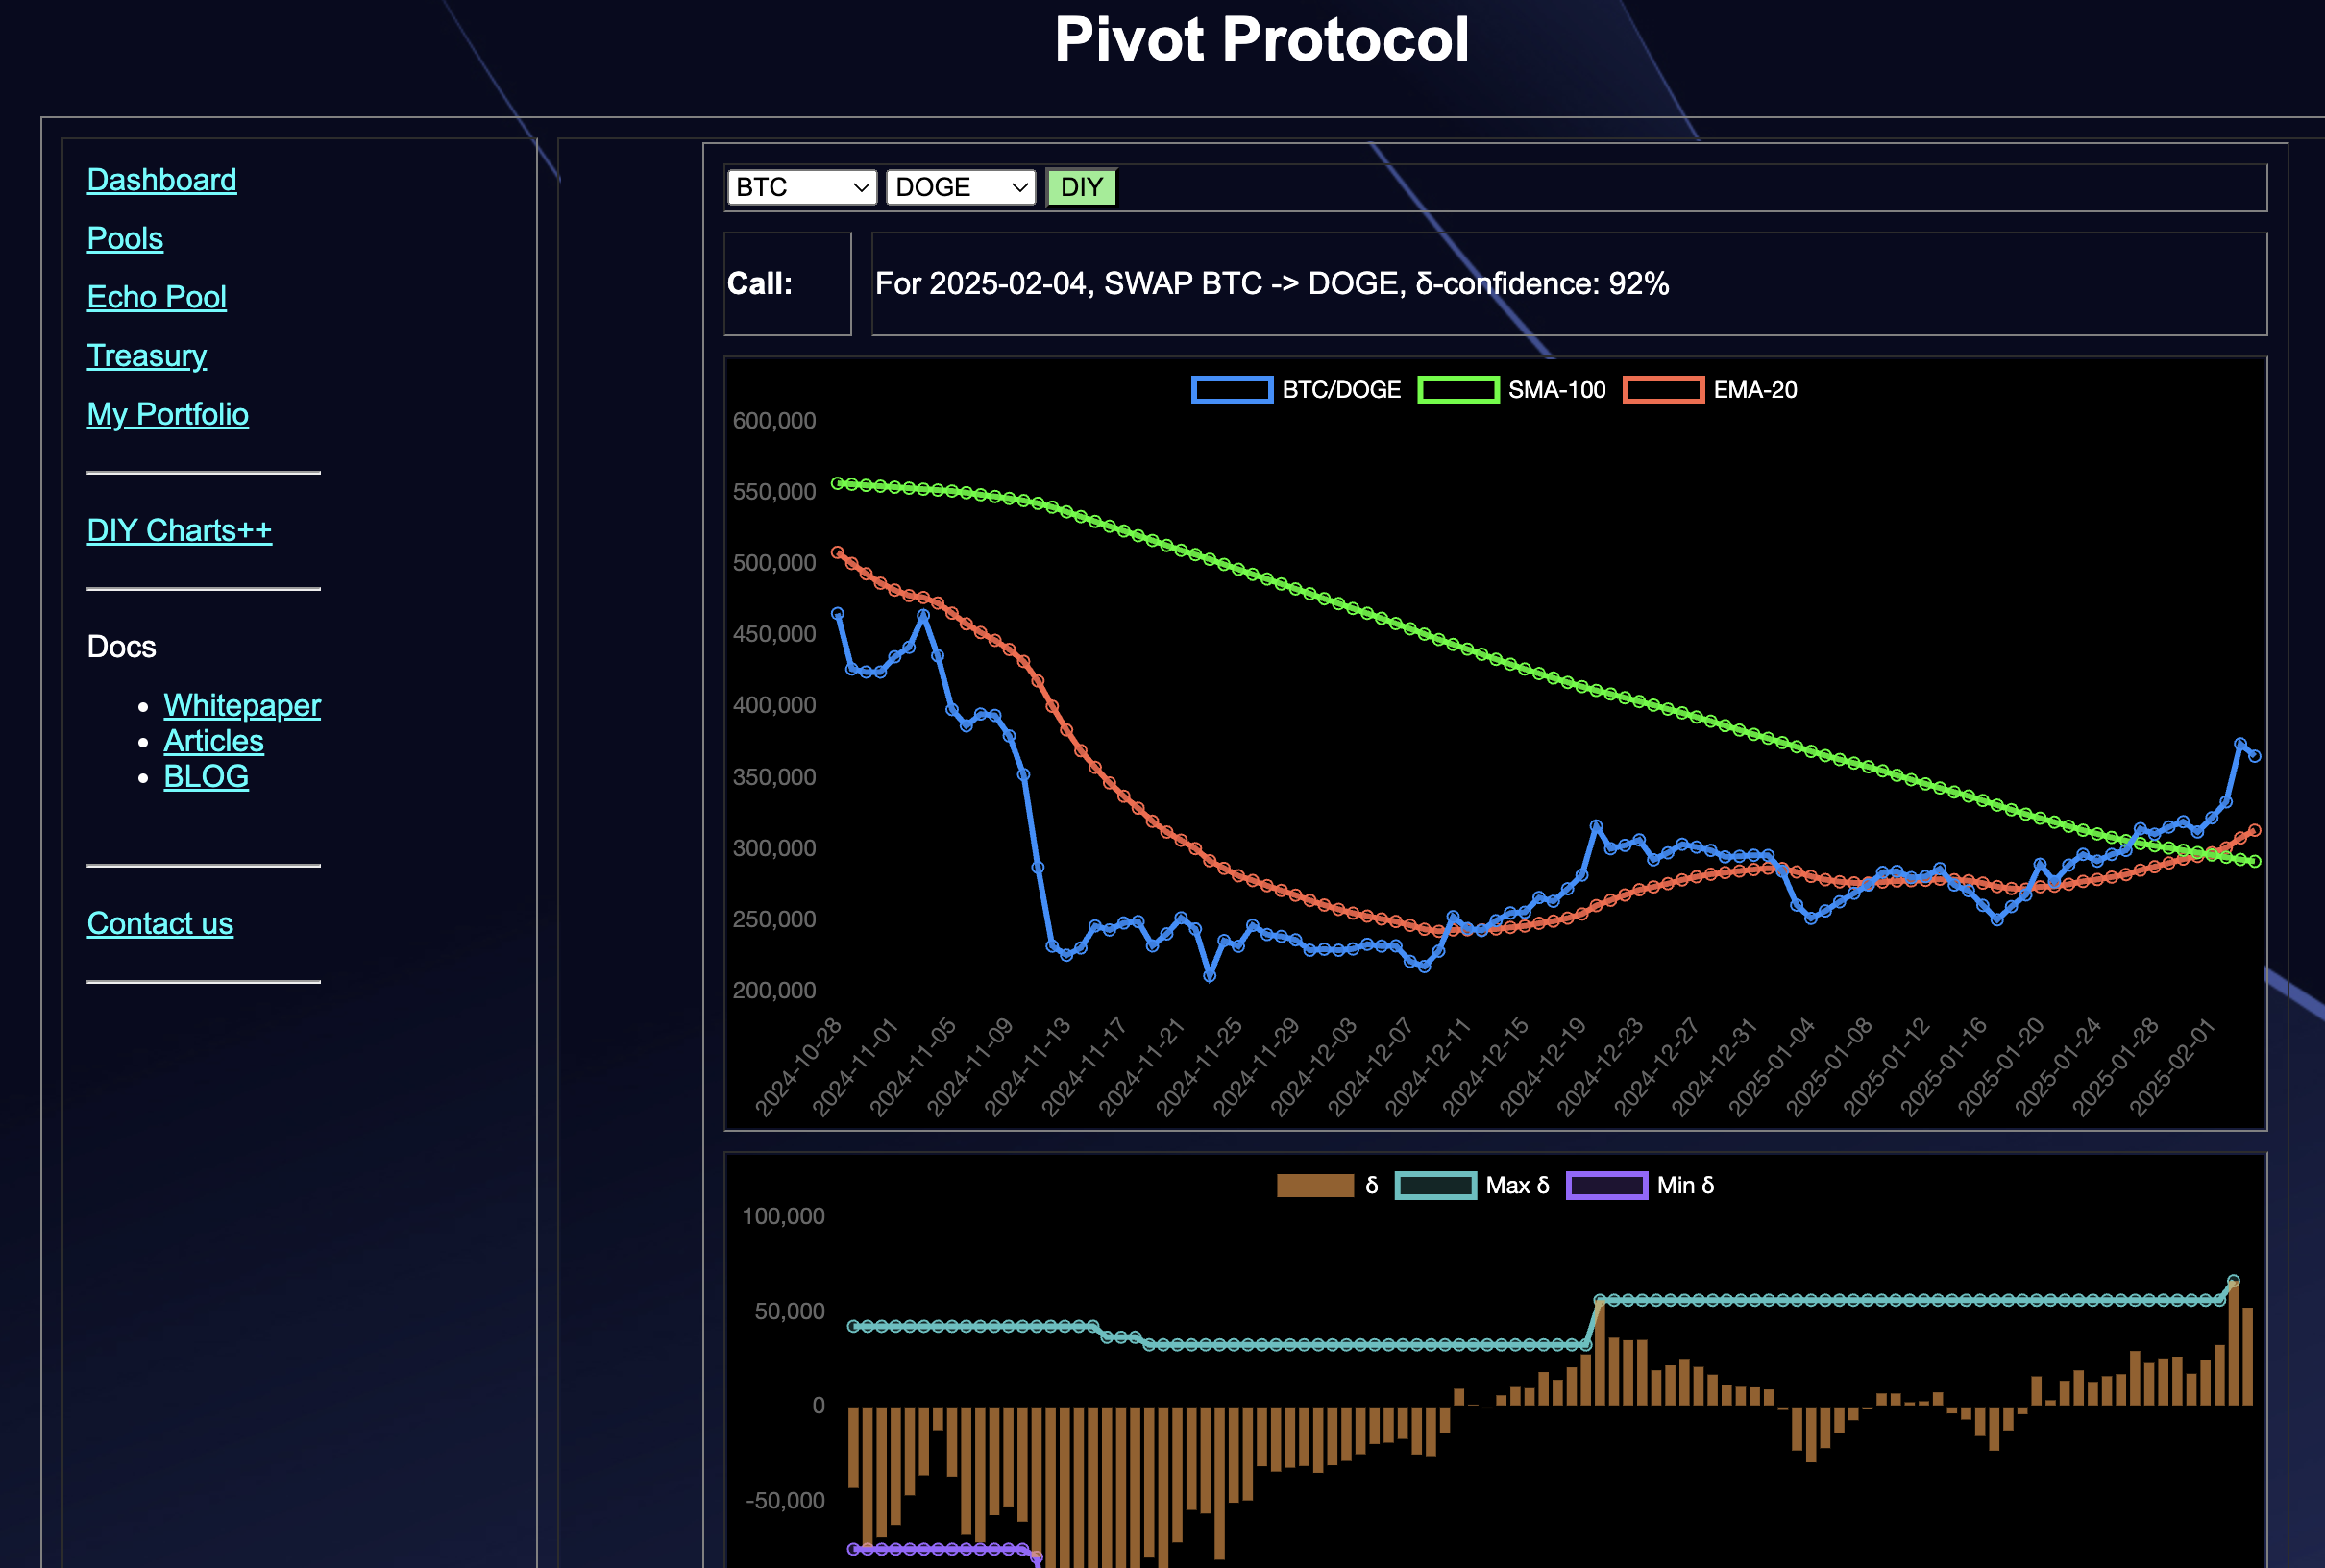 Pivot Protocol
Dashboard
Pools
Echo Pool
Treasury
My Portfolio
DIY Charts++
Docs
Whitepaper
Articles
BLOG
Contact us
BTC DOGE DIY
Call: For 2025-02-04, SWAP BTC -> DOGE, δ-confidence: 92%
BTC/DOGE SMA-100 EMA-20
600,000
550,000
500,000
450,000
400,000
350,000
300,000
250,000
200,000
2024-10-28 2024-11-01 2024-11-05 2024-11-09 2024-11-13 2024-11-17 2024-11-21 2024-11-25 2024-11-29 2024-12-03 2024-12-07 2024-12-11 2024-12-15 2024-12-19 2024-12-23 2024-12-27 2024-12-31 2025-01-04 2025-01-08 2025-01-12 2025-01-16 2025-01-20 2025-01-24 2025-01-28 2025-02-01
δ Max δ Min δ
100,000
50,000
0
-50,000